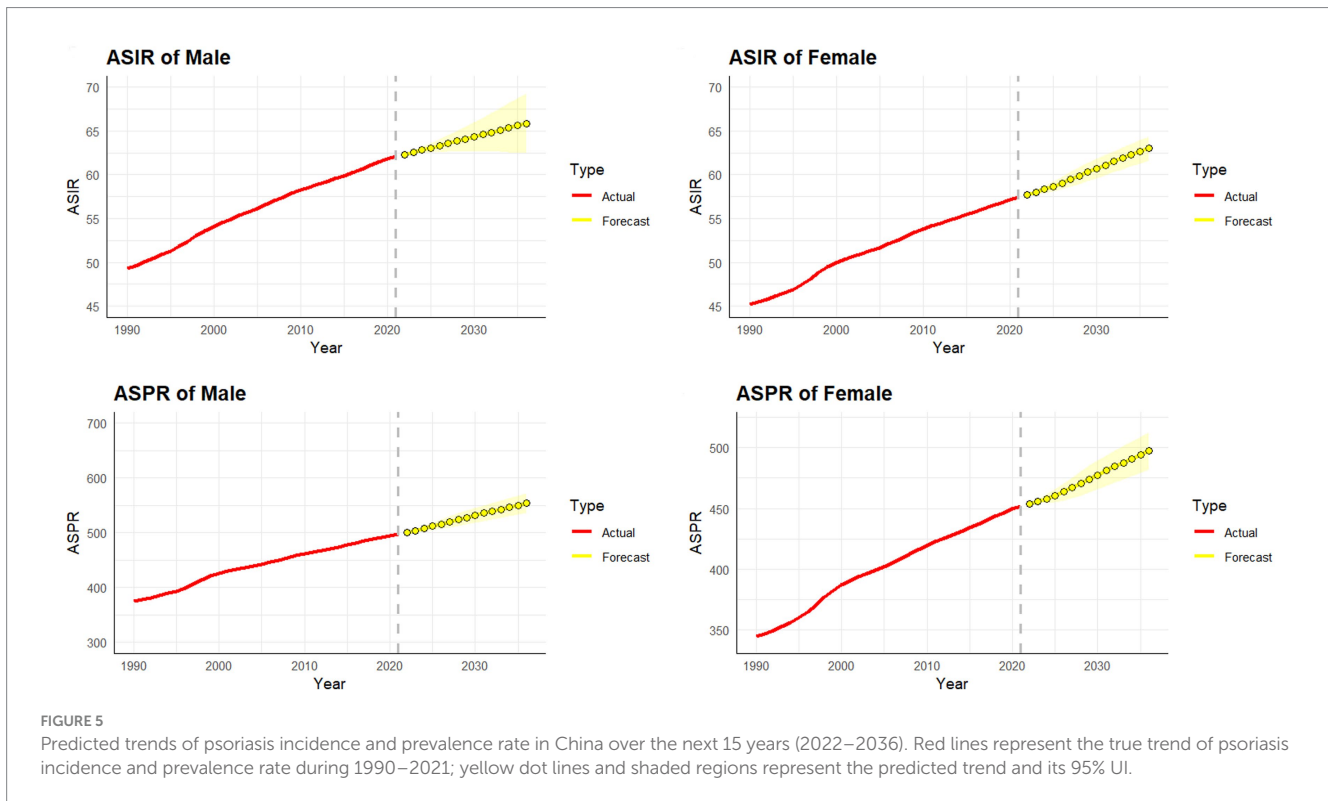 ASIR of Male
70
65
60
55
50
45
ASIR
1990
2000
2010
2020
2030
Year
Type
Actual
Forecast
ASIR of Female
70
65
60
55
50
45
ASIR
1990
2000
2010
2020
2030
Year
Type
Actual
Forecast
ASPR of Male
700
600
500
400
300
ASPR
1990
2000
2010
2020
2030
Year
Type
Actual
Forecast
ASPR of Female
500
450
400
350
ASPR
1990
2000
2010
2020
2030
Year
Type
Actual
Forecast
FIGURE 5
Predicted trends of psoriasis incidence and prevalence rate in China over the next 15 years (2022–2036). Red lines represent the true trend of psoriasis
incidence and prevalence rate during 1990–2021; yellow dot lines and shaded regions represent the predicted trend and its 95% UI.